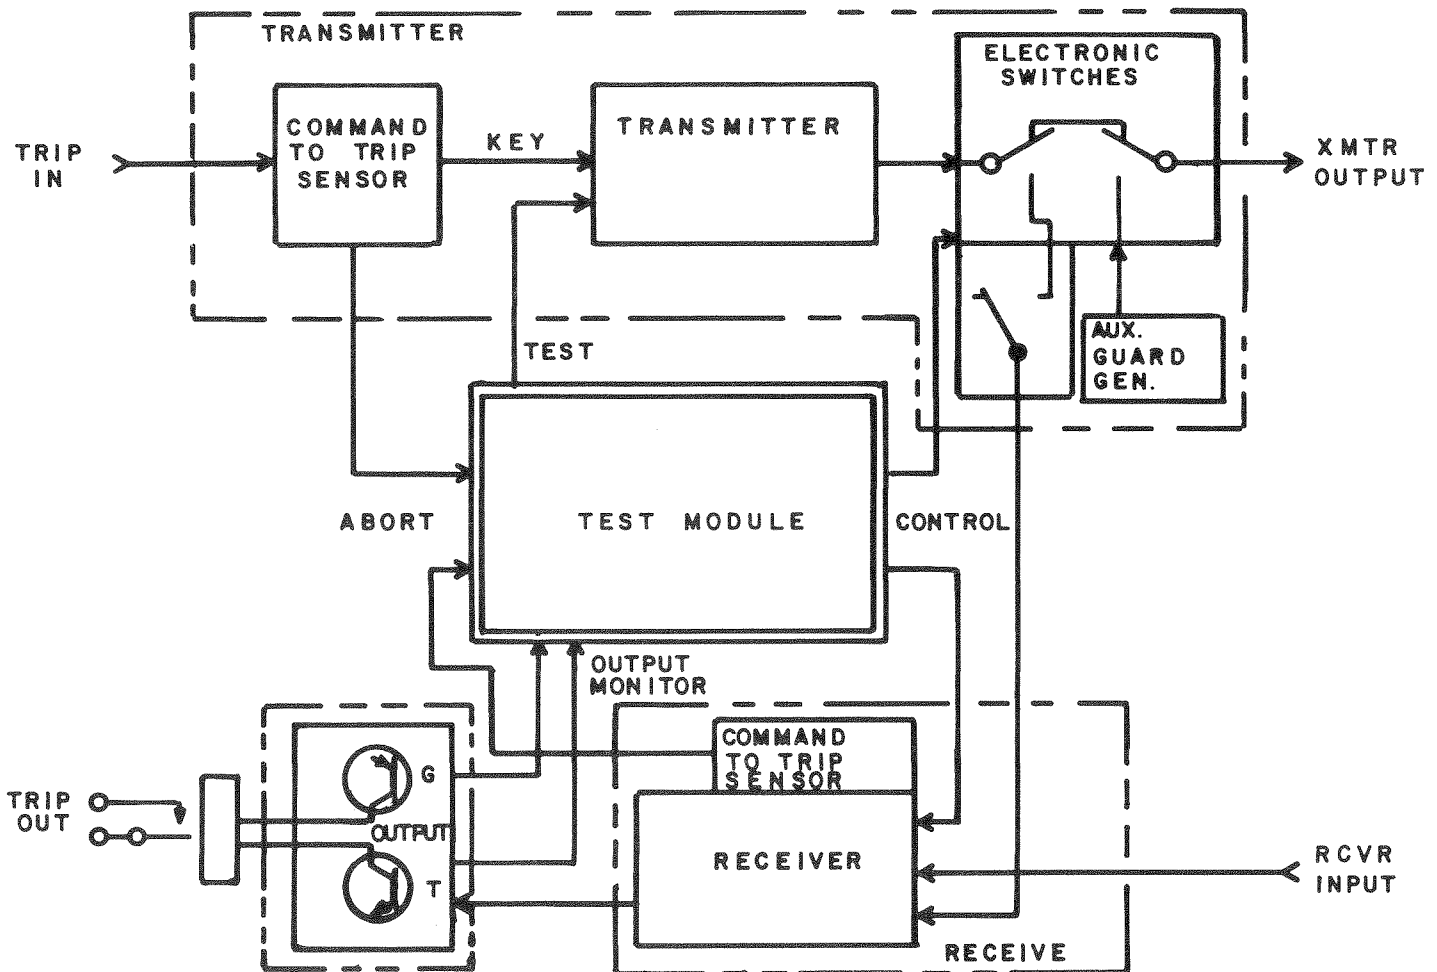 TRANSMITTER
ELECTRONIC
SWITCHES
COMMAND
TO TRIP
SENSOR
KEY
TRANSMITTER
TRIP
IN
XMTR
OUTPUT
TEST
AUX.
GUARD
GEN.
ABORT
TEST MODULE
CONTROL
OUTPUT
MONITOR
COMMAND
TO TRIP
SENSOR
G
TRIP
OUT
OUTPUT
T
RECEIVER
RCVR
INPUT
RECEIVE